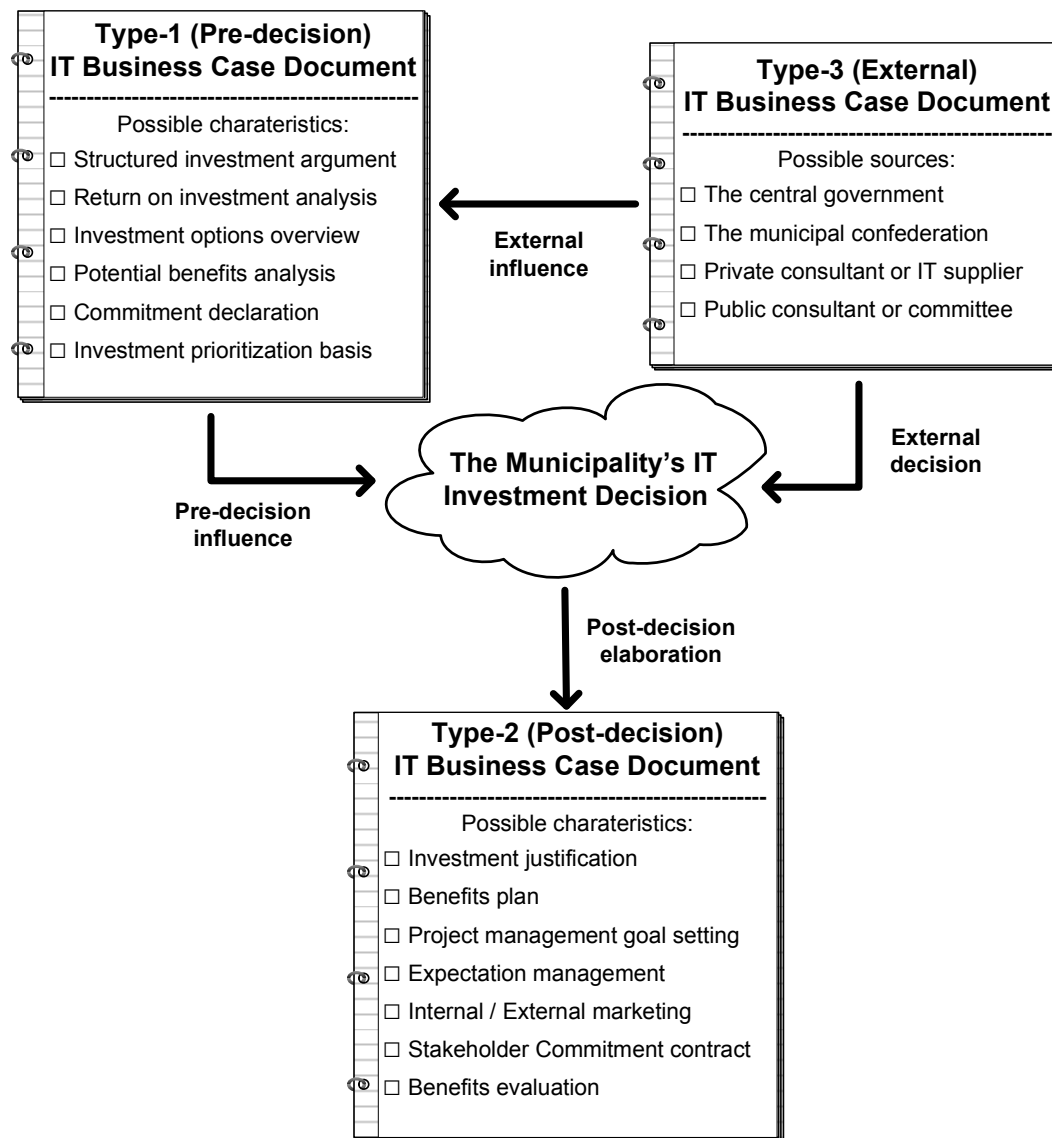 Type-1 (Pre-decision)
IT Business Case Document
Possible charateristics:
☐ Structured investment argument
☐ Return on investment analysis
☐ Investment options overview
☐ Potential benefits analysis
☐ Commitment declaration
☐ Investment prioritization basis
Type-3 (External)
IT Business Case Document
Possible sources:
☐ The central government
☐ The municipal confederation
☐ Private consultant or IT supplier
☐ Public consultant or committee
External
influence
Pre-decision
influence
The Municipality's IT
Investment Decision
External
decision
Post-decision
elaboration
Type-2 (Post-decision)
IT Business Case Document
Possible charateristics:
☐ Investment justification
☐ Benefits plan
☐ Project management goal setting
☐ Expectation management
☐ Internal / External marketing
☐ Stakeholder Commitment contract
☐ Benefits evaluation